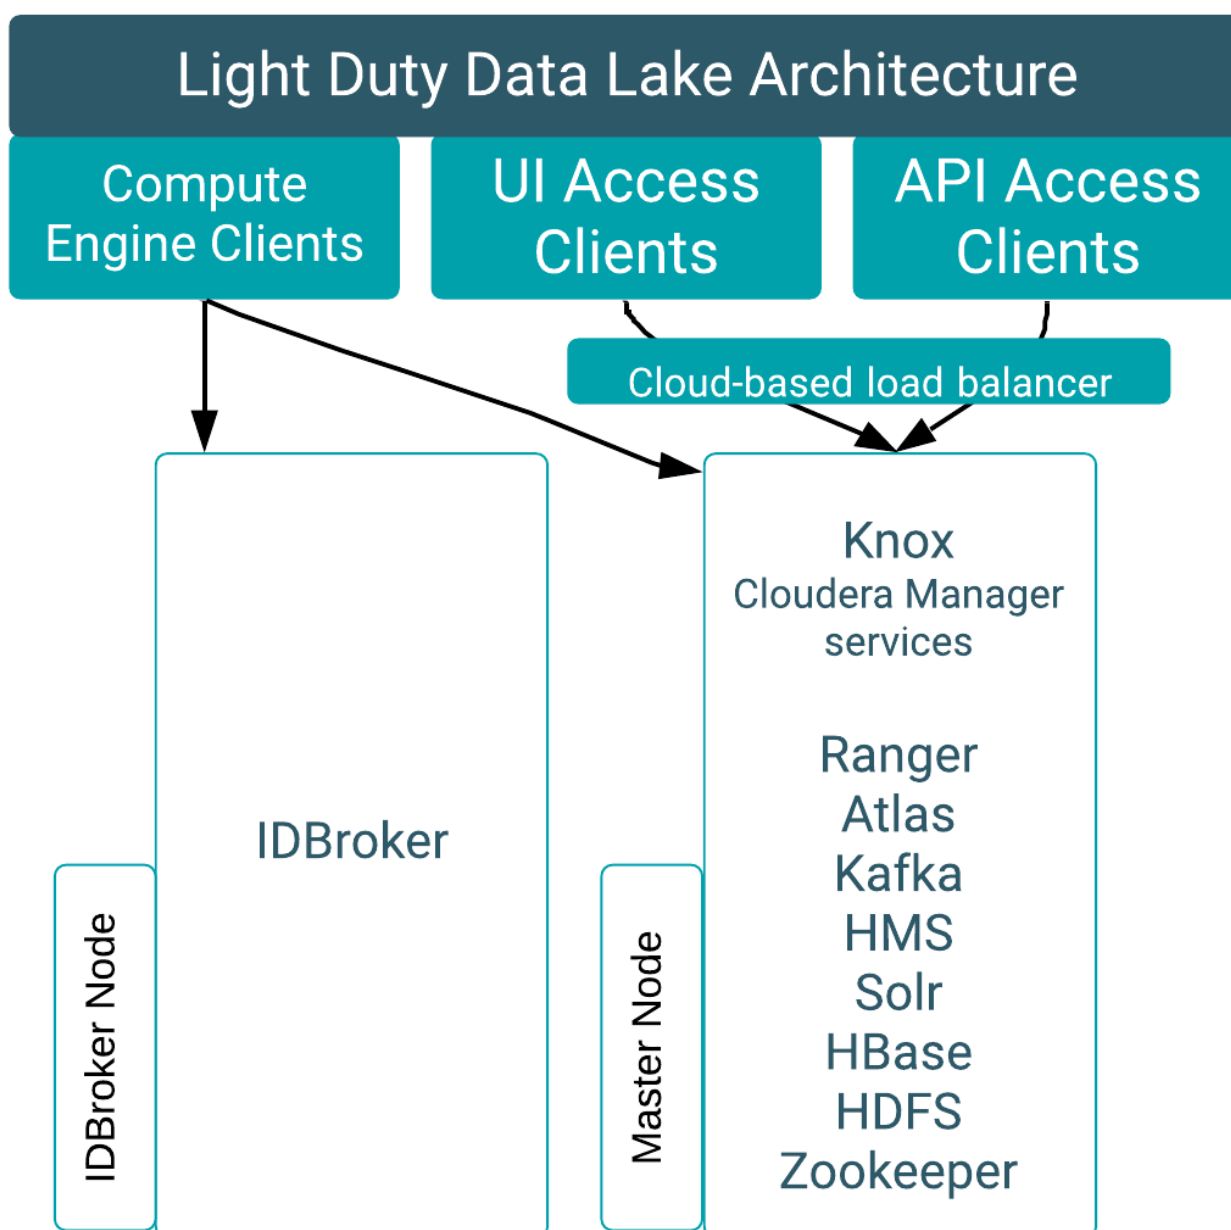 Light Duty Data Lake Architecture
Compute
Engine Clients
UI Access
Clients
API Access
Clients
Cloud-based load balancer
IDBroker Node
IDBroker
Master Node
Knox
Cloudera Manager
services
Ranger
Atlas
Kafka
HMS
Solr
HBase
HDFS
Zookeeper